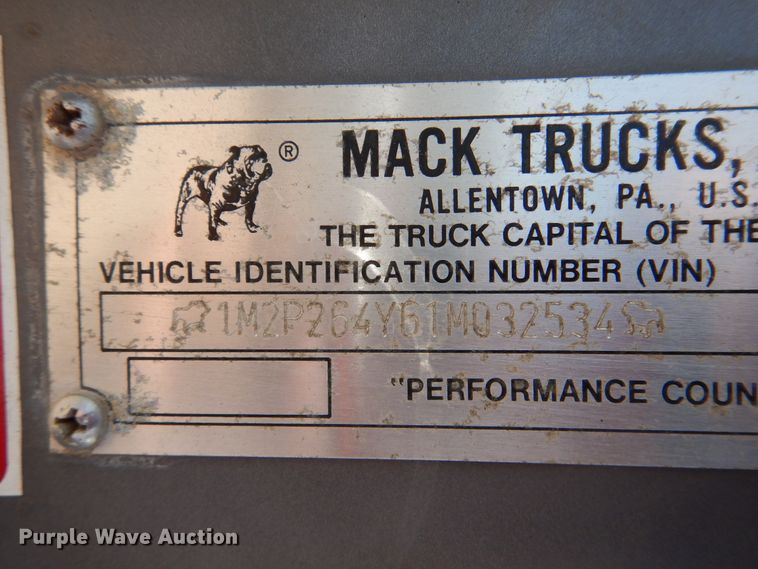 ®
MACK TRUCKS,
ALLENTOWN, PA., U.S.
THE TRUCK CAPITAL OF THE
VEHICLE IDENTIFICATION NUMBER (VIN)
1M2P264Y61M032534
"PERFORMANCE COUN
Purple Wave Auction